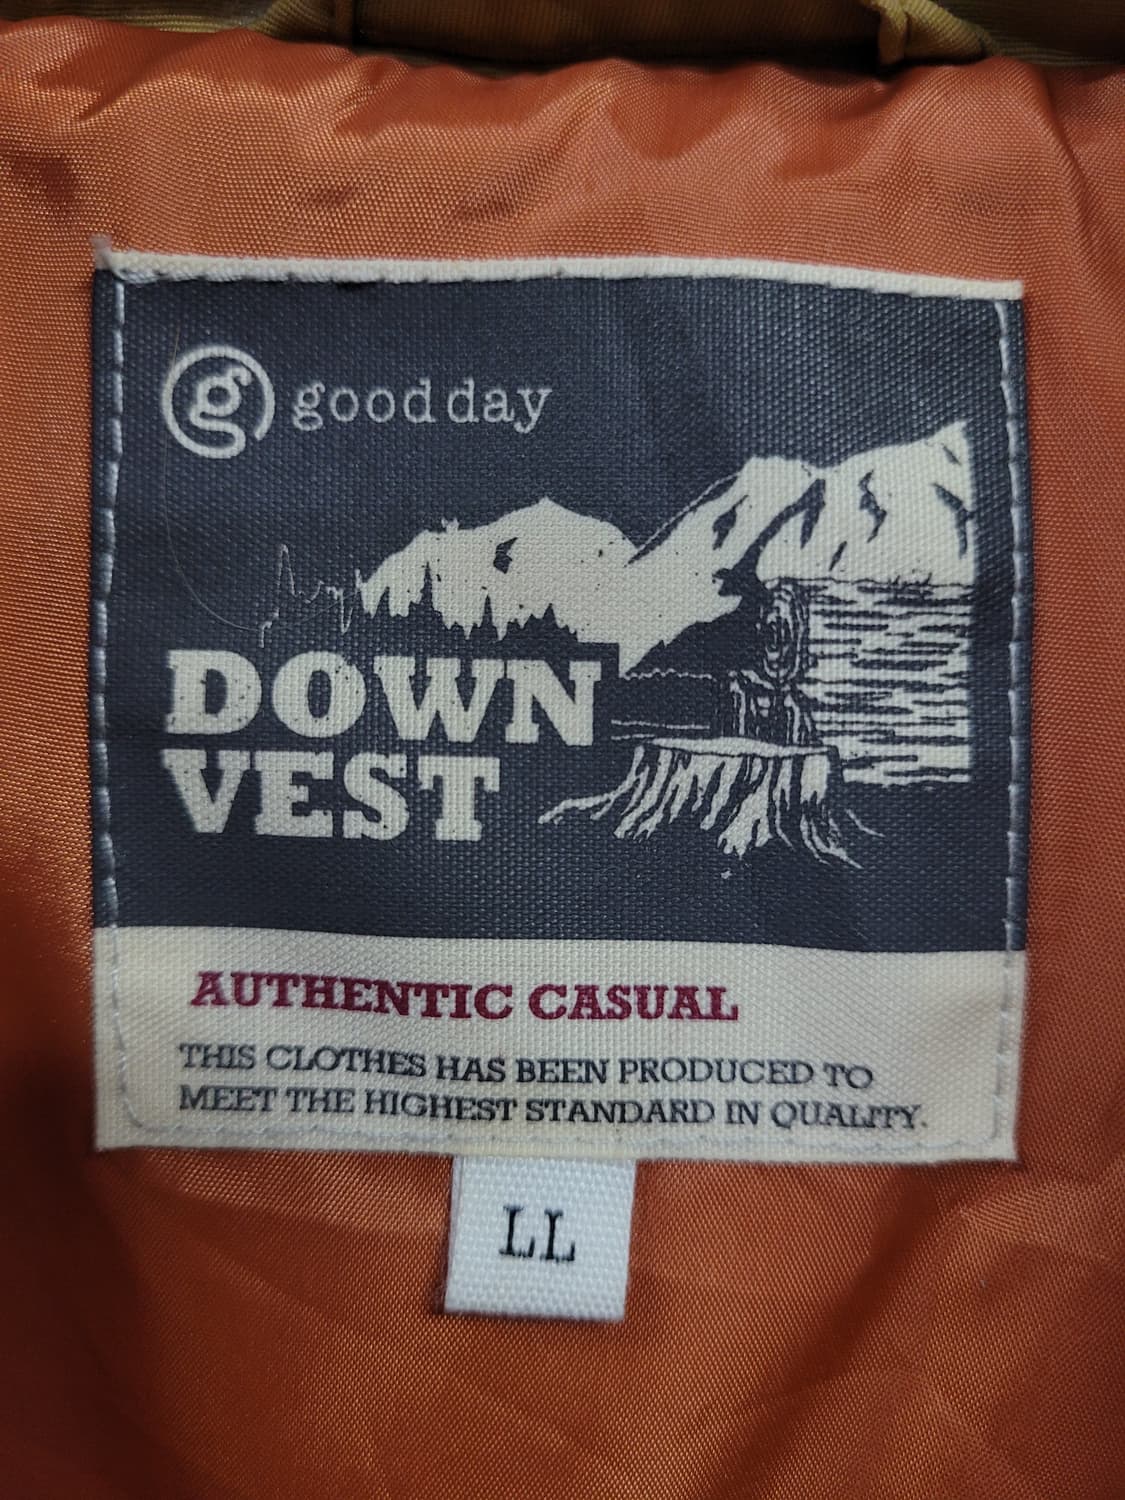 g good day
DOWN
VEST
AUTHENTIC CASUAL
THIS CLOTHES HAS BEEN PRODUCED TO
MEET THE HIGHEST STANDARD IN QUALITY.
LL